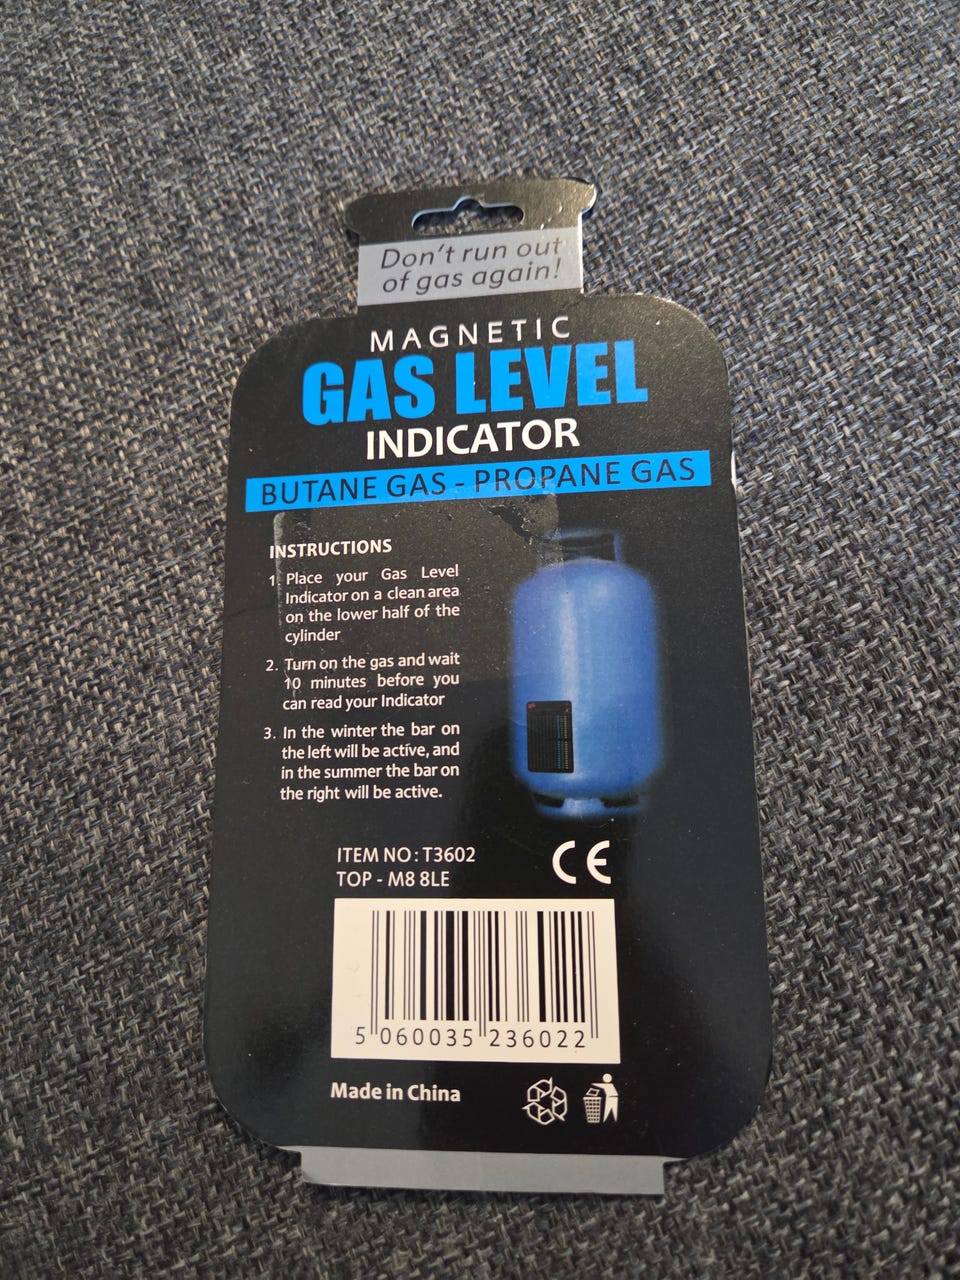 Don't run out
of gas again!
MAGNETIC
GAS LEVEL
INDICATOR
BUTANE GAS - PROPANE GAS
INSTRUCTIONS
1. Place your Gas Level
Indicator on a clean area
on the lower half of the
cylinder
2. Turn on the gas and wait
10 minutes before you
can read your Indicator
3. In the winter the bar on
the left will be active, and
in the summer the bar on
the right will be active.
ITEM NO : T3602
TOP - M8 8LE
CE
5 060035 236022
Made in China